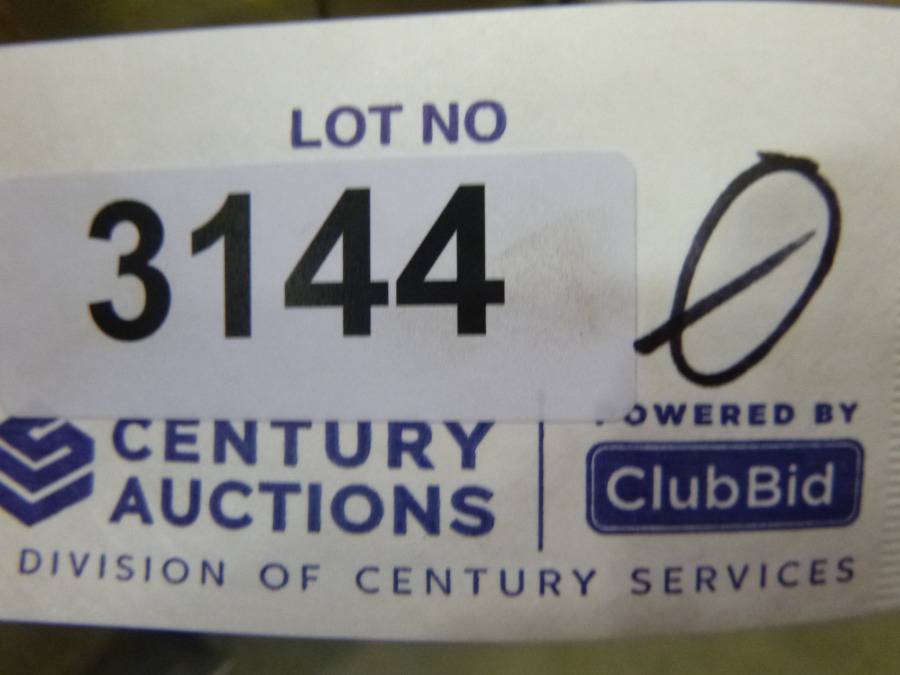 LOT NO
3144 Ø
CENTURY
AUCTIONS
POWERED BY
ClubBid
DIVISION OF CENTURY SERVICES